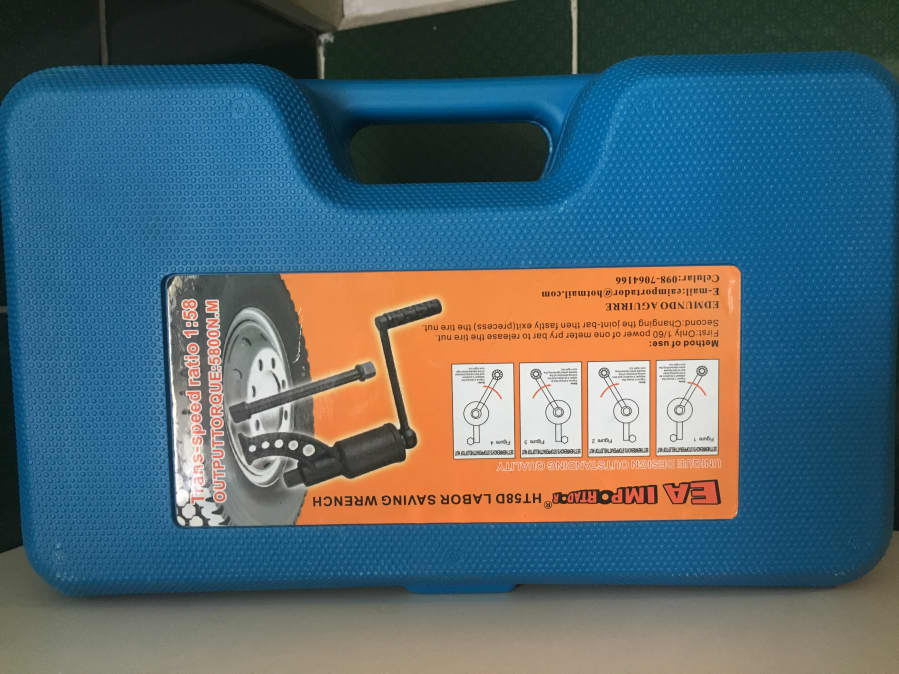 EA IMPORTADOR® HT58D LABOR SAVING WRENCH
UNIQUE DESIGN OUTSTANDING QUALITY
Figure 1
Figure 2
Figure 3
Figure 4
Method of use:
First:Only 1/60 power of meter pry bar to release the tire nut.
Second:Changing the joint-bar then fastly exit(precess) the tire nut.
EDMUNDO AGUIRRE
E-mail:eaimportador@hotmail.com
Celular:098-7064166
OUTPUTTORQUE:5800N.M
Trans-speed ratio 1:58